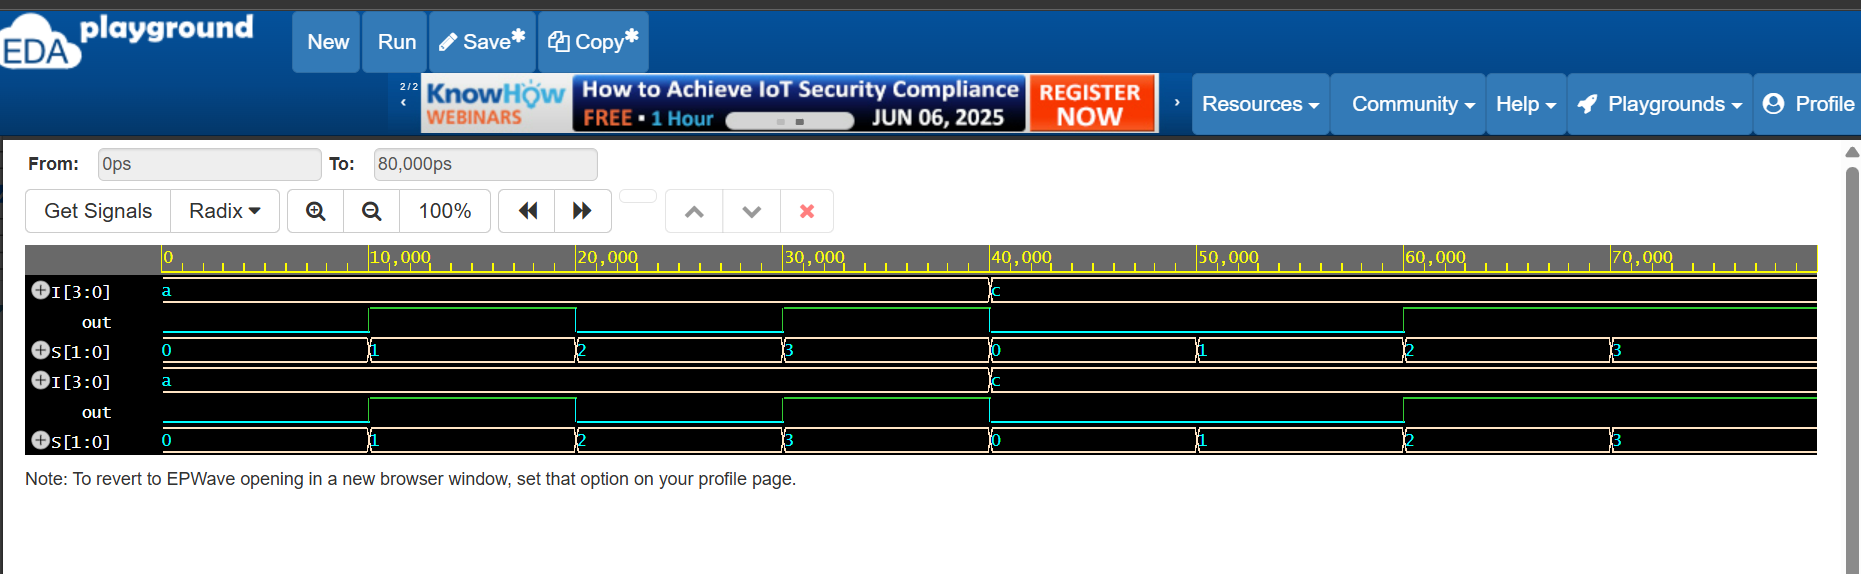 EDA playground
New Run Save* Copy*
2/2
‹ KnowHow WEBINARS How to Achieve IoT Security Compliance REGISTER NOW ›
FREE ▪ 1 Hour JUN 06, 2025
Resources Community Help Playgrounds Profile
From: 0ps To: 80,000ps
Get Signals Radix 100%
0 10,000 20,000 30,000 40,000 50,000 60,000 70,000
I[3:0] a c
out
S[1:0] 0 1 2 3 0 1 2 3
I[3:0] a c
out
S[1:0] 0 1 2 3 0 1 2 3
Note: To revert to EPWave opening in a new browser window, set that option on your profile page.